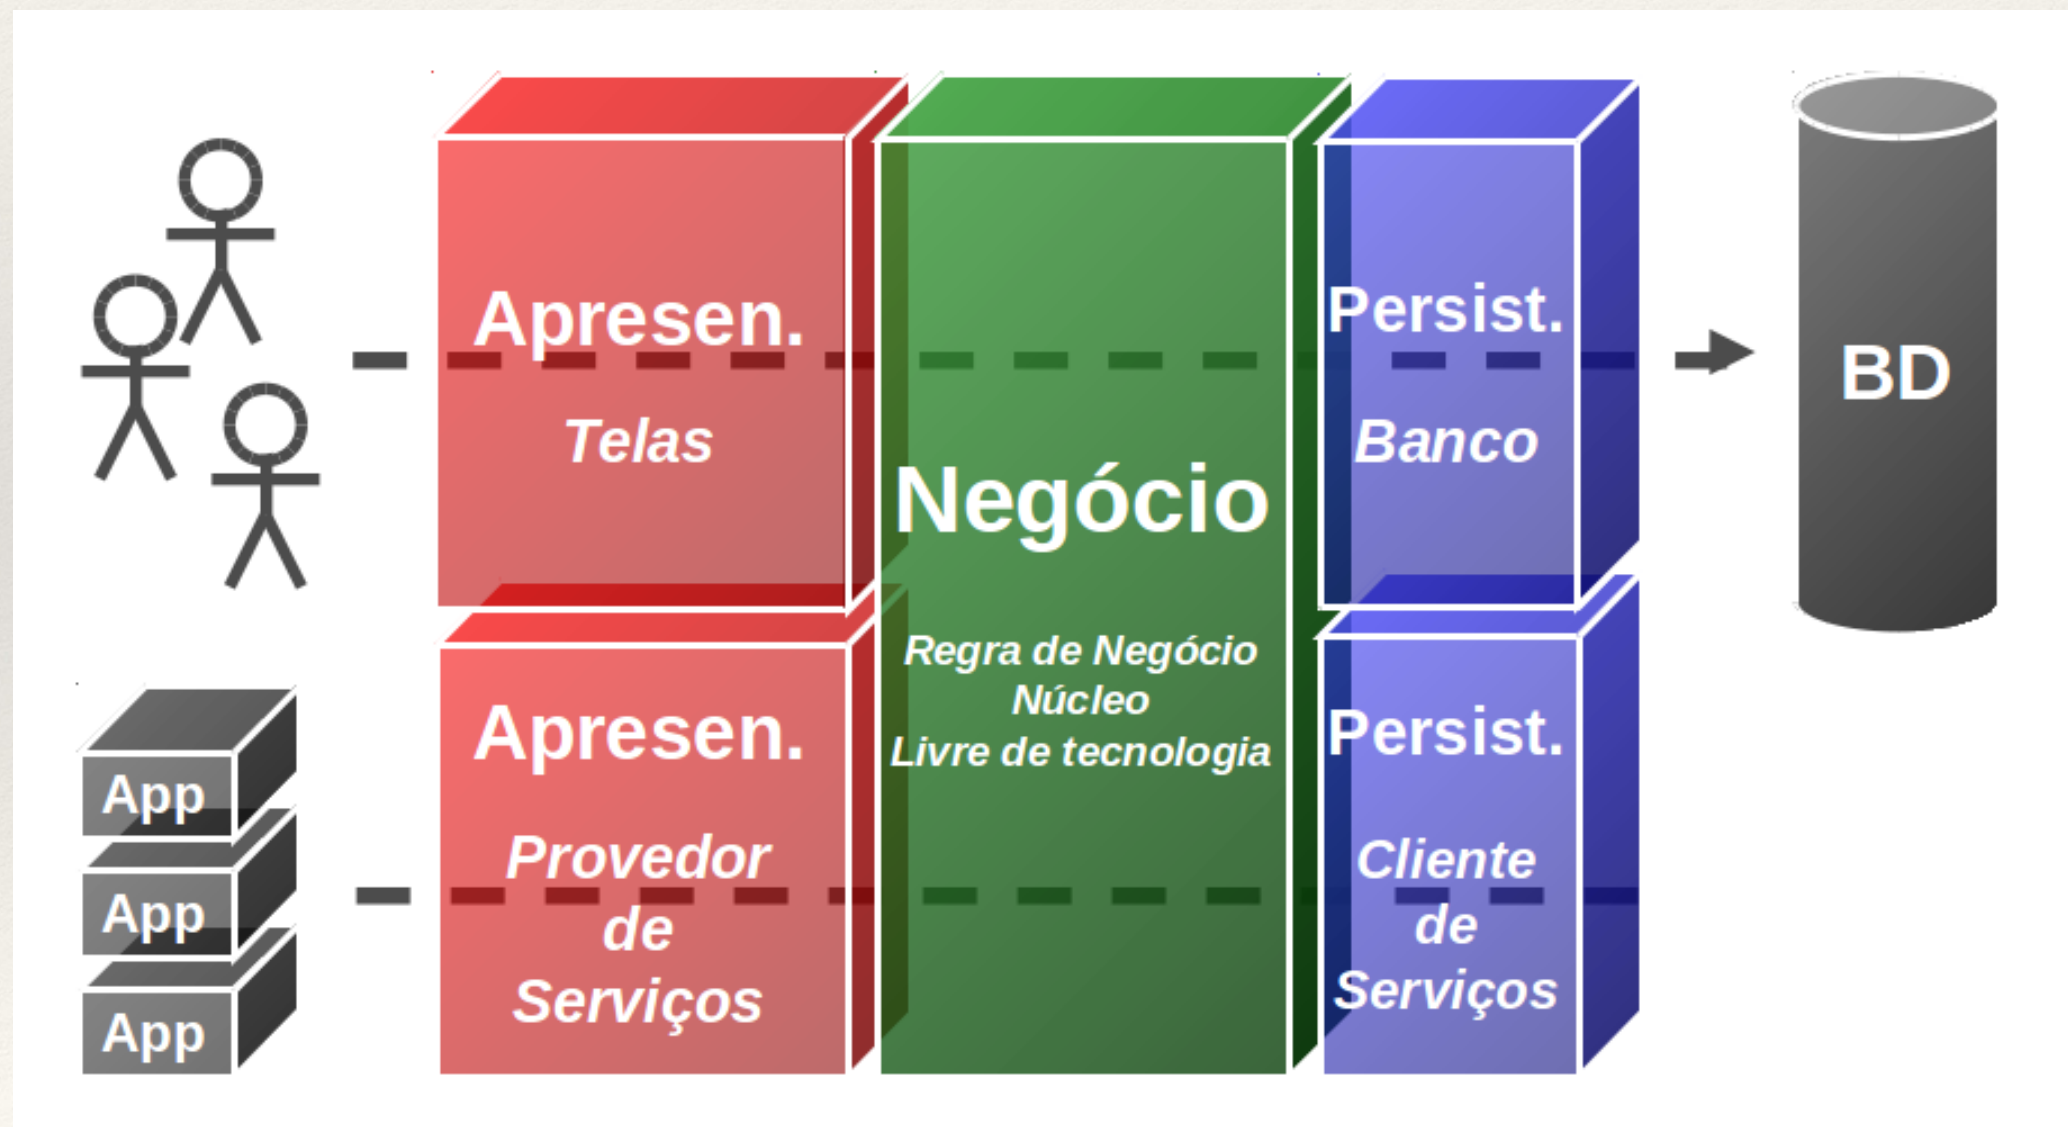 Apresen.
Telas
Negócio
Regra de Negócio
Núcleo
Livre de tecnologia
Persist.
Banco
BD
App
App
App
Apresen.
Provedor
de
Serviços
Persist.
Cliente
de
Serviços